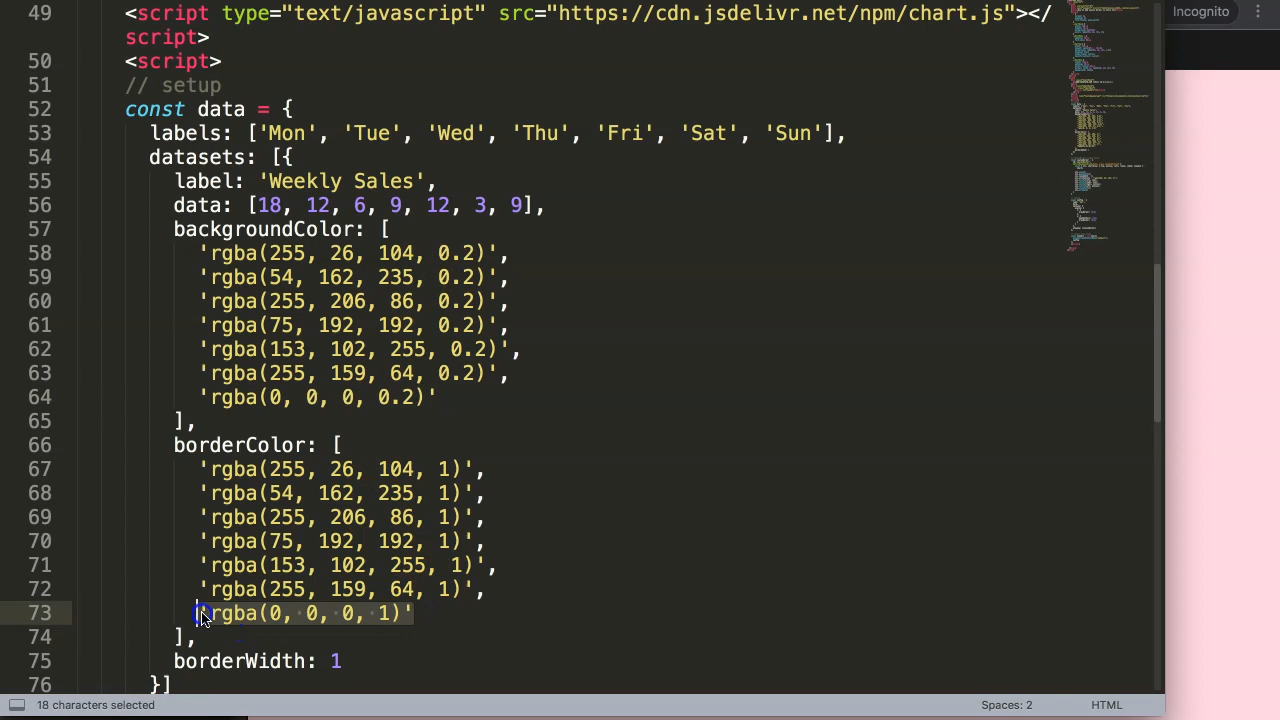 Incognito
49 <script type="text/javascript" src="https://cdn.jsdelivr.net/npm/chart.js"></
script>
50 <script>
51 // setup
52 const data = {
53 labels: ['Mon', 'Tue', 'Wed', 'Thu', 'Fri', 'Sat', 'Sun'],
54 datasets: [{
55 label: 'Weekly Sales',
56 data: [18, 12, 6, 9, 12, 3, 9],
57 backgroundColor: [
58 'rgba(255, 26, 104, 0.2)',
59 'rgba(54, 162, 235, 0.2)',
60 'rgba(255, 206, 86, 0.2)',
61 'rgba(75, 192, 192, 0.2)',
62 'rgba(153, 102, 255, 0.2)',
63 'rgba(255, 159, 64, 0.2)',
64 'rgba(0, 0, 0, 0.2)'
65 ],
66 borderColor: [
67 'rgba(255, 26, 104, 1)',
68 'rgba(54, 162, 235, 1)',
69 'rgba(255, 206, 86, 1)',
70 'rgba(75, 192, 192, 1)',
71 'rgba(153, 102, 255, 1)',
72 'rgba(255, 159, 64, 1)',
73 'rgba(0, 0, 0, 1)'
74 ],
75 borderWidth: 1
76 }]
18 characters selected
Spaces: 2
HTML